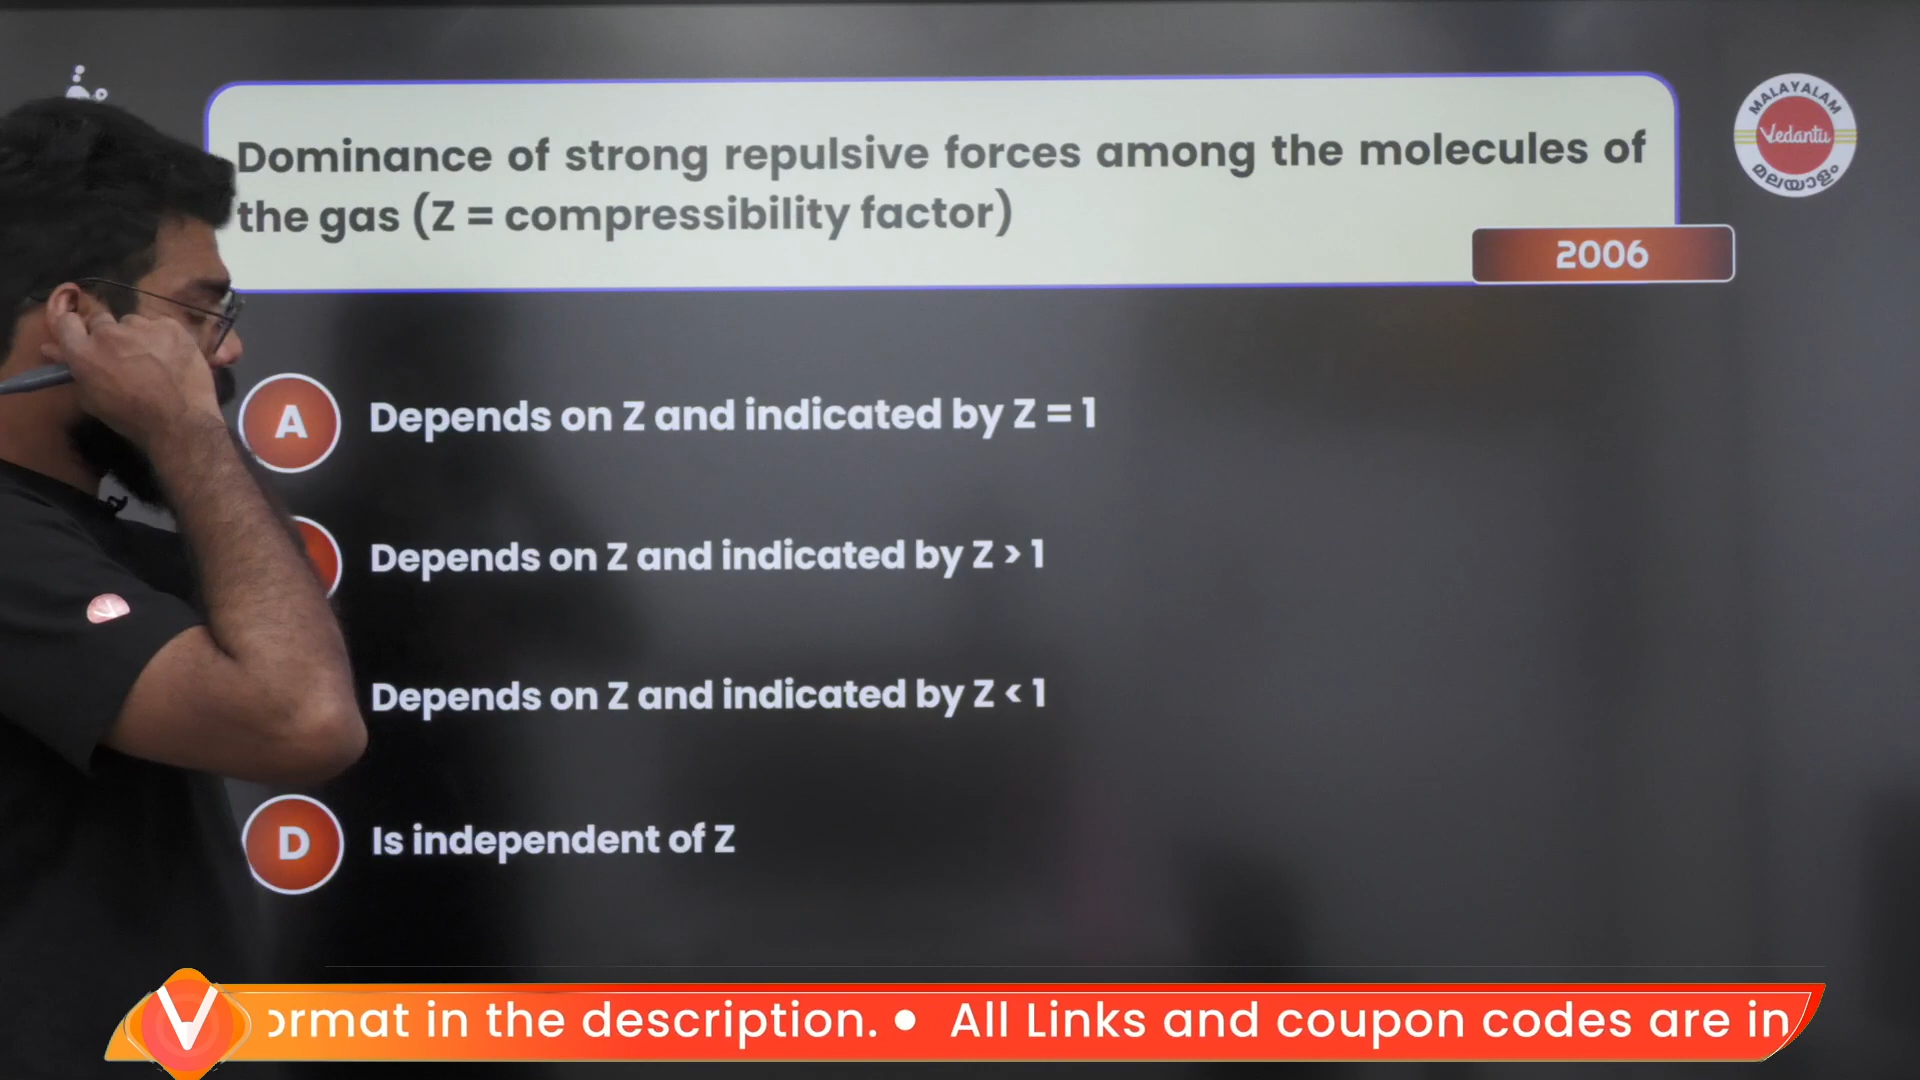 Dominance of strong repulsive forces among the molecules of
the gas (Z = compressibility factor)
2006
MALAYALAM
Vedantu
മലയാളം
A
Depends on Z and indicated by Z = 1
Depends on Z and indicated by Z > 1
Depends on Z and indicated by Z < 1
D
Is independent of Z
ormat in the description. • All Links and coupon codes are in